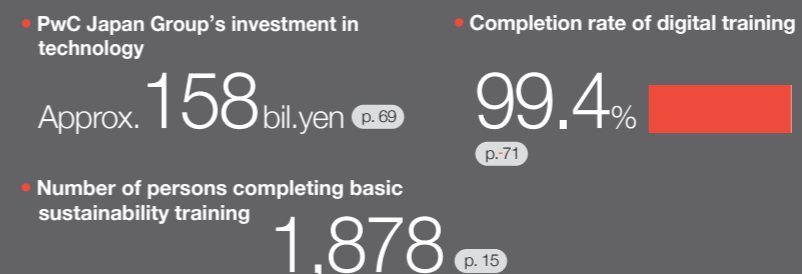 • PwC Japan Group's investment in
technology
Approx. 158 bil.yen p. 69
• Completion rate of digital training
99.4%
p.-71
• Number of persons completing basic
sustainability training
1,878 p. 15